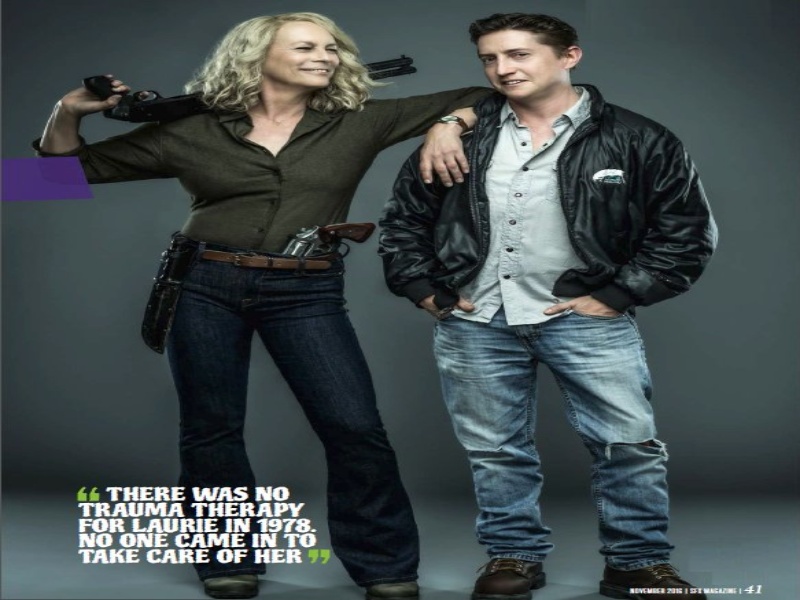 “ THERE WAS NO
TRAUMA THERAPY
FOR LAURIE IN 1978.
NO ONE CAME IN TO
TAKE CARE OF HER ”
NOVEMBER 2018 | SFX MAGAZINE | 41